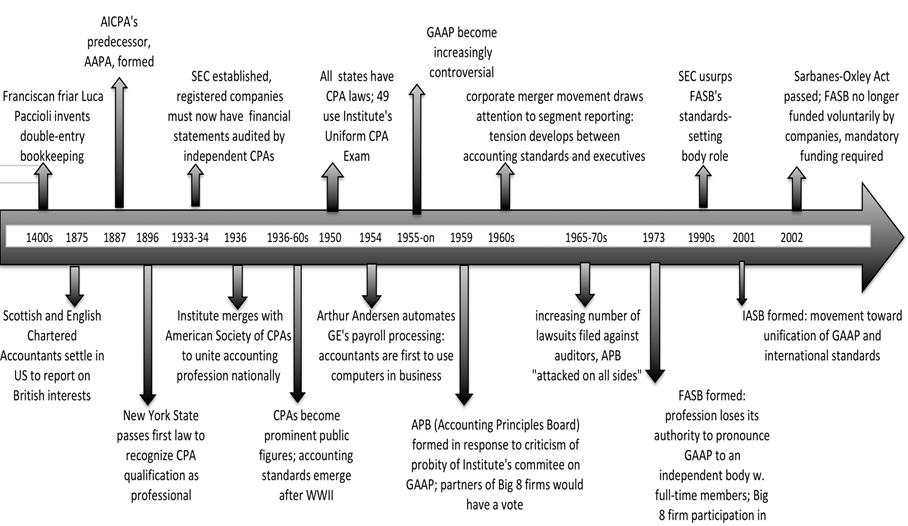 AICPA's
predecessor,
AAPA, formed
Franciscan friar Luca
Paccioli invents
double-entry
bookkeeping
SEC established,
registered companies
must now have financial
statements audited by
independent CPAs
All states have
CPA laws; 49
use Institute's
Uniform CPA
Exam
GAAP become
increasingly
controversial
corporate merger movement draws
attention to segment reporting:
tension develops between
accounting standards and executives
SEC usurps
FASB's
standards-
setting
body role
Sarbanes-Oxley Act
passed; FASB no longer
funded voluntarily by
companies, mandatory
funding required
1400s 1875 1887 1896 1933-34 1936 1936-60s 1950 1954 1955-on 1959 1960s 1965-70s 1973 1990s 2001 2002
Scottish and English
Chartered
Accountants settle in
US to report on
British interests
New York State
passes first law to
recognize CPA
qualification as
professional
Institute merges with
American Society of CPAs
to unite accounting
profession nationally
CPAs become
prominent public
figures; accounting
standards emerge
after WWII
Arthur Andersen automates
GE's payroll processing:
accountants are first to use
computers in business
APB (Accounting Principles Board)
formed in response to criticism of
probity of Institute's commitee on
GAAP; partners of Big 8 firms would
have a vote
increasing number of
lawsuits filed against
auditors, APB
"attacked on all sides"
FASB formed:
profession loses its
authority to pronounce
GAAP to an
independent body w.
full-time members; Big
8 firm participation in
IASB formed: movement toward
unification of GAAP and
international standards